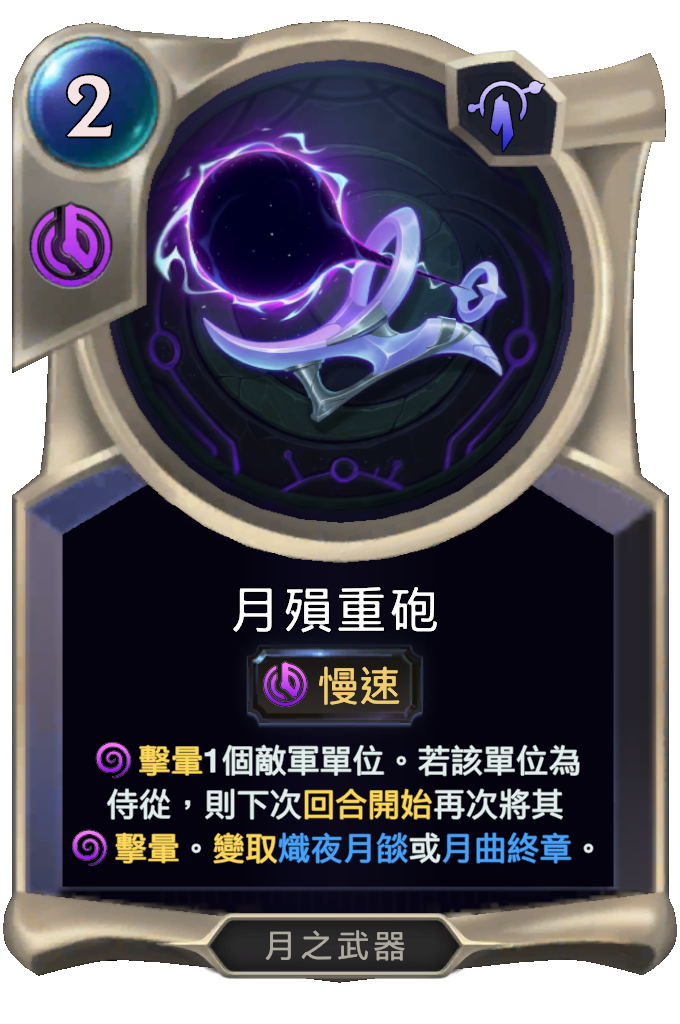 2
月殞重砲
慢速
擊暈1個敵軍單位。若該單位為
侍從，則下次回合開始再次將其
擊暈。變取熾夜月燄或月曲終章。
月之武器